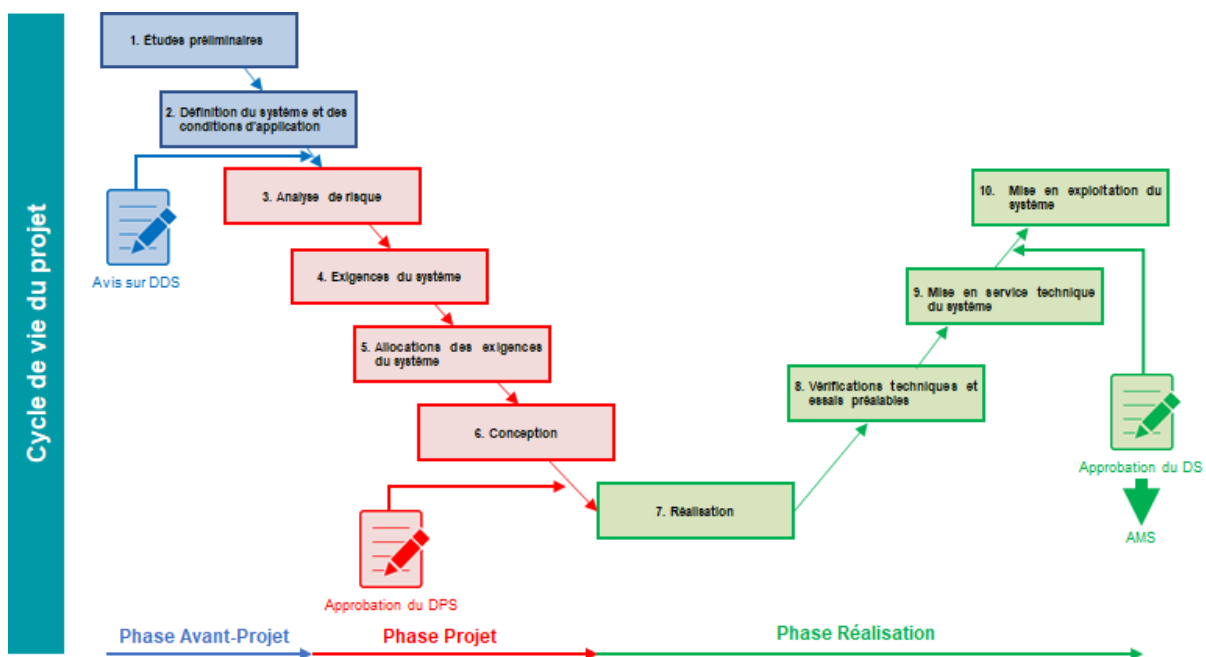 Cycle de vie du projet
1. Études préliminaires
2. Définition du système et des
conditions d'application
Avis sur DDS
3. Analyse de risque
4. Exigences du système
5. Allocations des exigences
du système
6. Conception
Approbation du DPS
7. Réalisation
8. Vérifications techniques et
essais préalables
9. Mise en service technique
du système
10. Mise en exploitation du
système
Approbation du DS
AMS
Phase Avant-Projet
Phase Projet
Phase Réalisation